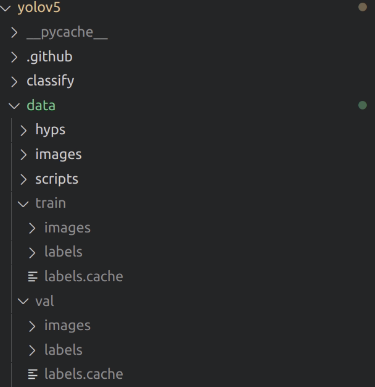 yolov5
__pycache__
.github
classify
data
hyps
images
scripts
train
images
labels
labels.cache
val
images
labels
labels.cache